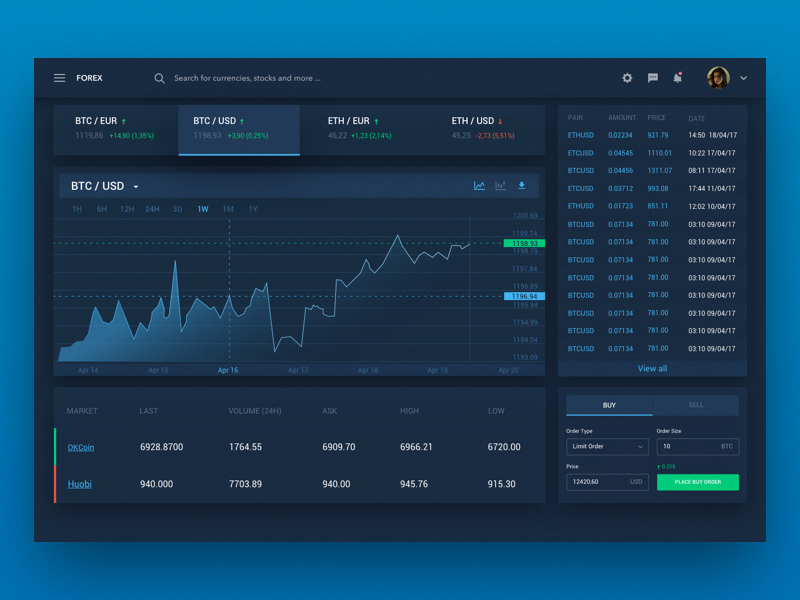 FOREX
Search for currencies, stocks and more ...
BTC / EUR
1119,86 +14,90 (1,35%)
BTC / USD
1198,93 +3,90 (0,25%)
ETH / EUR
46,22 +1,23 (2,14%)
ETH / USD
45,25 -2,73 (5,51%)
BTC / USD
1H 6H 12H 24H 3D 1W 1M 1Y
1200.69
1199.74
1198.93
1198.79
1197.84
1196.89
1196.94
1195.94
1194.99
1194.04
1193.09
Apr 14 Apr 15 Apr 16 Apr 17 Apr 18 Apr 19 Apr 20
MARKET LAST VOLUME (24H) ASK HIGH LOW
OKCoin 6928.8700 1764.55 6909.70 6966.21 6720.00
Huobi 940.000 7703.89 940.00 945.76 915.30
PAIR AMOUNT PRICE DATE
ETHUSD 0,02234 921.79 14:50 18/04/17
ETCUSD 0.04545 1110.01 10:22 17/04/17
BTCUSD 0.04456 1311.07 08:11 17/04/17
ETCUSD 0.03712 993.08 17:44 11/04/17
ETHUSD 0.01723 851.11 12:02 10/04/17
BTCUSD 0.07134 781.00 03:10 09/04/17
BTCUSD 0.07134 781.00 03:10 09/04/17
BTCUSD 0.07134 781.00 03:10 09/04/17
BTCUSD 0.07134 781.00 03:10 09/04/17
BTCUSD 0.07134 781.00 03:10 09/04/17
BTCUSD 0.07134 781.00 03:10 09/04/17
BTCUSD 0.07134 781.00 03:10 09/04/17
BTCUSD 0.07134 781.00 03:10 09/04/17
View all
BUY SELL
Order Type Order Size
Limit Order 10 BTC
Price
12420,60 USD PLACE BUY ORDER